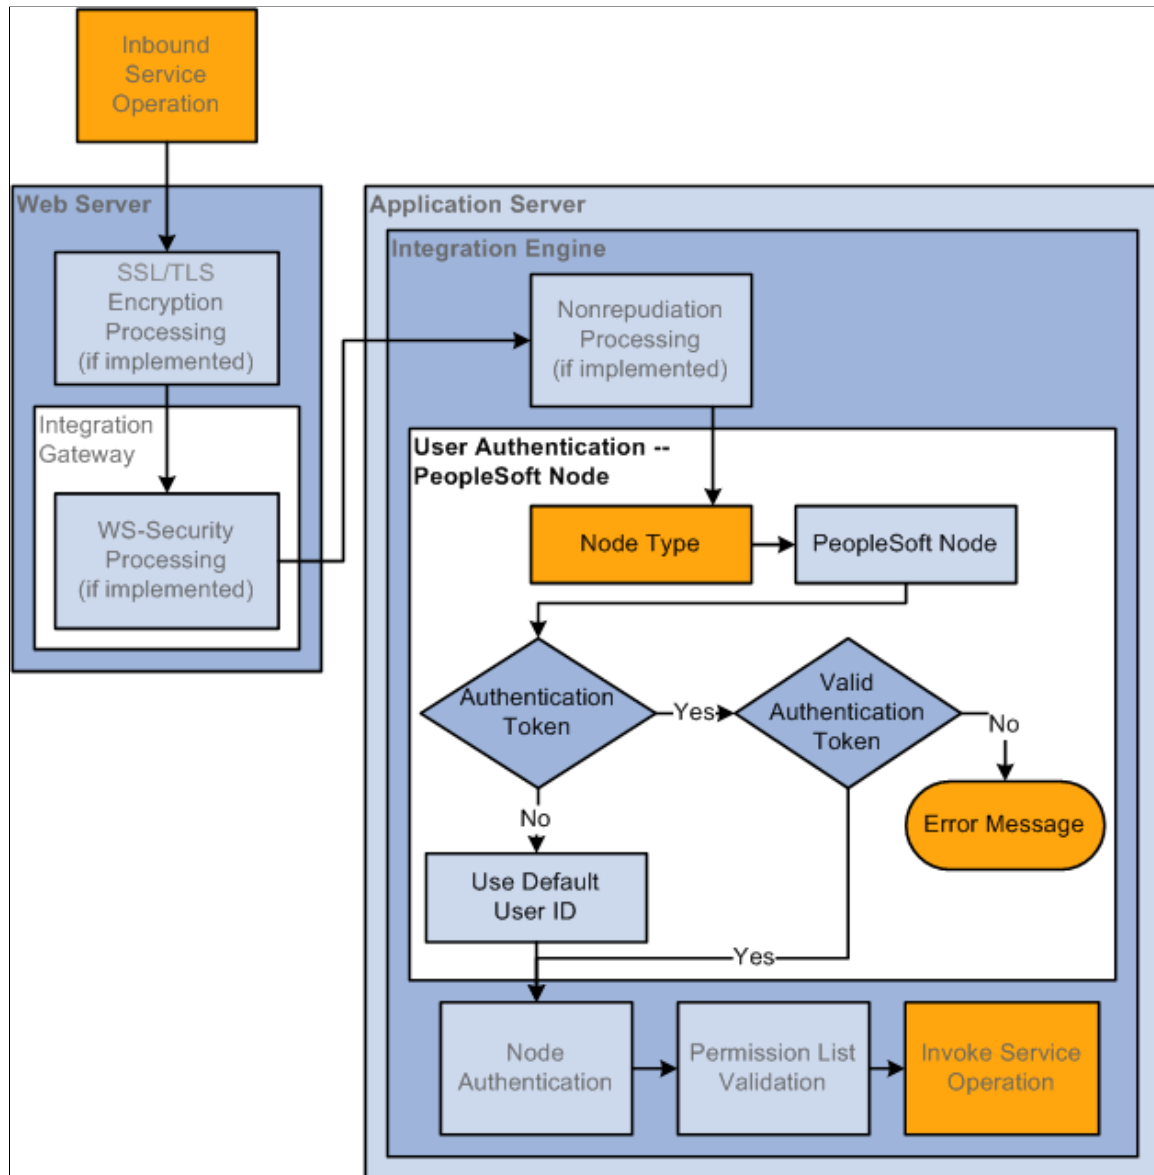 Inbound
Service
Operation
Web Server
SSL/TLS
Encryption
Processing
(if implemented)
Integration
Gateway
WS-Security
Processing
(if implemented)
Application Server
Integration Engine
Nonrepudiation
Processing
(if implemented)
User Authentication --
PeopleSoft Node
Node Type
PeopleSoft Node
Authentication
Token
Yes
Valid
Authentication
Token
No
Error Message
No
Use Default
User ID
Yes
Node
Authentication
Permission List
Validation
Invoke Service
Operation